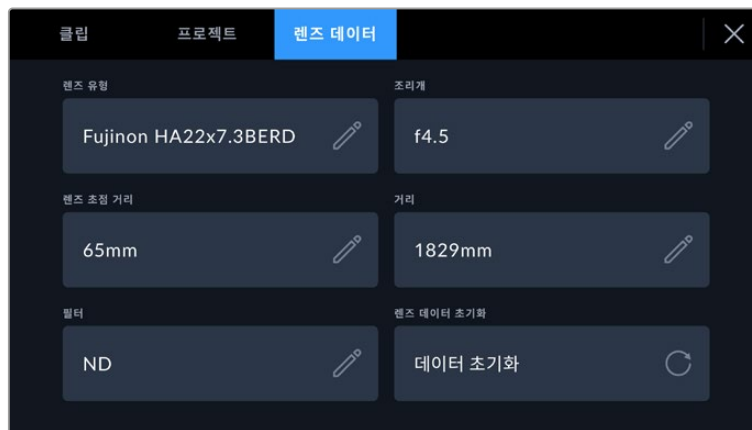 클립 프로젝트 렌즈 데이터
렌즈 유형 조리개
Fujinon HA22x7.3BERD f4.5
렌즈 초점 거리 거리
65mm 1829mm
필터 렌즈 데이터 초기화
ND 데이터 초기화